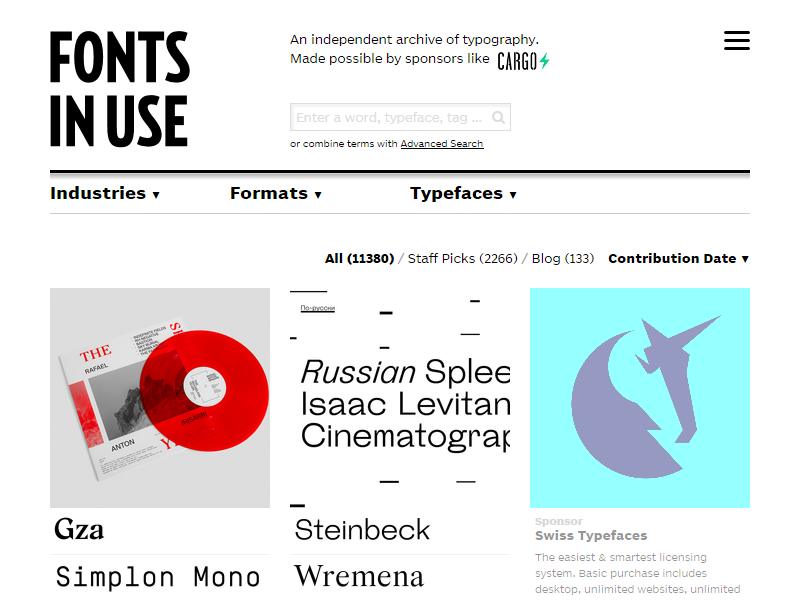 FONTS
IN USE
An independent archive of typography.
Made possible by sponsors like CARGO
Enter a word, typeface, tag ...
or combine terms with Advanced Search
Industries ▼
Formats ▼
Typefaces ▼
All (11380) / Staff Picks (2266) / Blog (133)
Contribution Date ▼
THE
RAFAEL
ANTON
По-русски
Russian Splee
Isaac Levitan
Cinematograp
Gza
Simplon Mono
Steinbeck
Wremena
Sponsor
Swiss Typefaces
The easiest & smartest licensing
system. Basic purchase includes
desktop, unlimited websites, unlimited